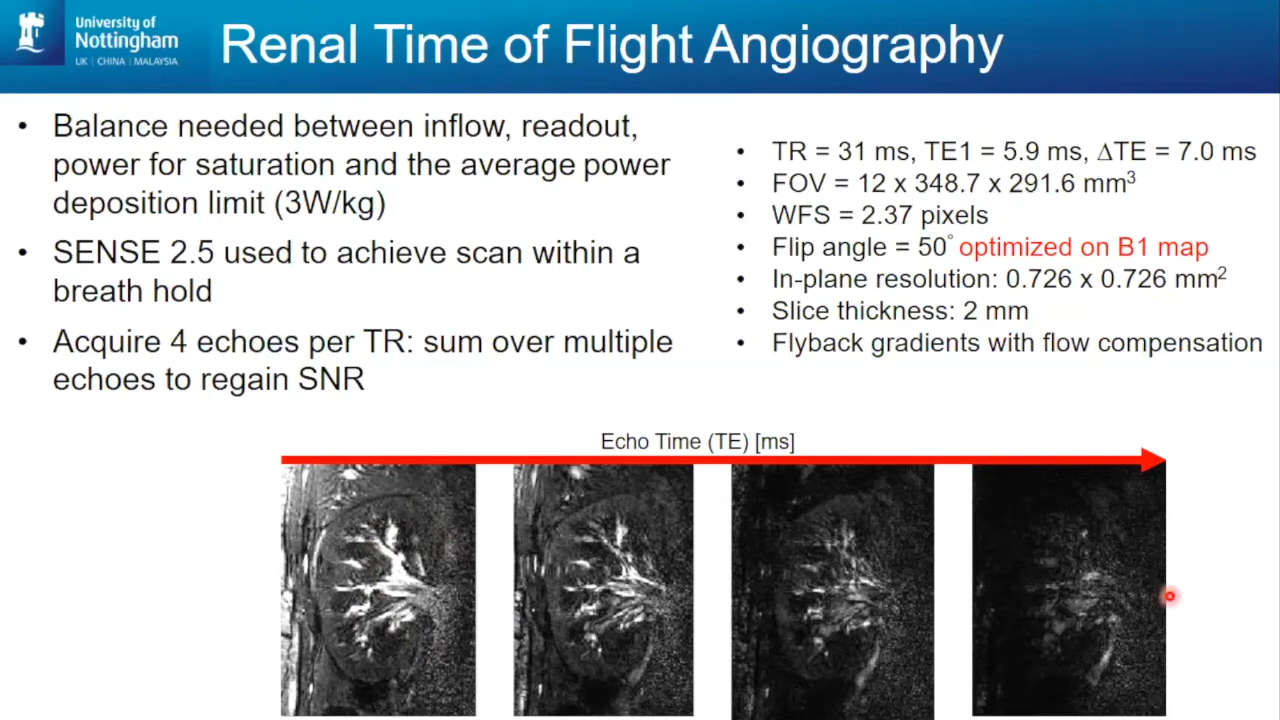 University of
Nottingham
UK | CHINA | MALAYSIA
Renal Time of Flight Angiography
• Balance needed between inflow, readout,
power for saturation and the average power
deposition limit (3W/kg)
• SENSE 2.5 used to achieve scan within a
breath hold
• Acquire 4 echoes per TR: sum over multiple
echoes to regain SNR
• TR = 31 ms, TE1 = 5.9 ms, ΔTE = 7.0 ms
• FOV = 12 x 348.7 x 291.6 mm³
• WFS = 2.37 pixels
• Flip angle = 50° optimized on B1 map
• In-plane resolution: 0.726 x 0.726 mm²
• Slice thickness: 2 mm
• Flyback gradients with flow compensation
Echo Time (TE) [ms]